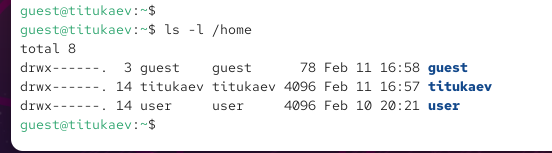 guest@titukaev:~$
guest@titukaev:~$ ls -l /home
total 8
drwx------.  3 guest    guest      78 Feb 11 16:58 guest
drwx------. 14 titukaev titukaev 4096 Feb 11 16:57 titukaev
drwx------. 14 user     user     4096 Feb 10 20:21 user
guest@titukaev:~$